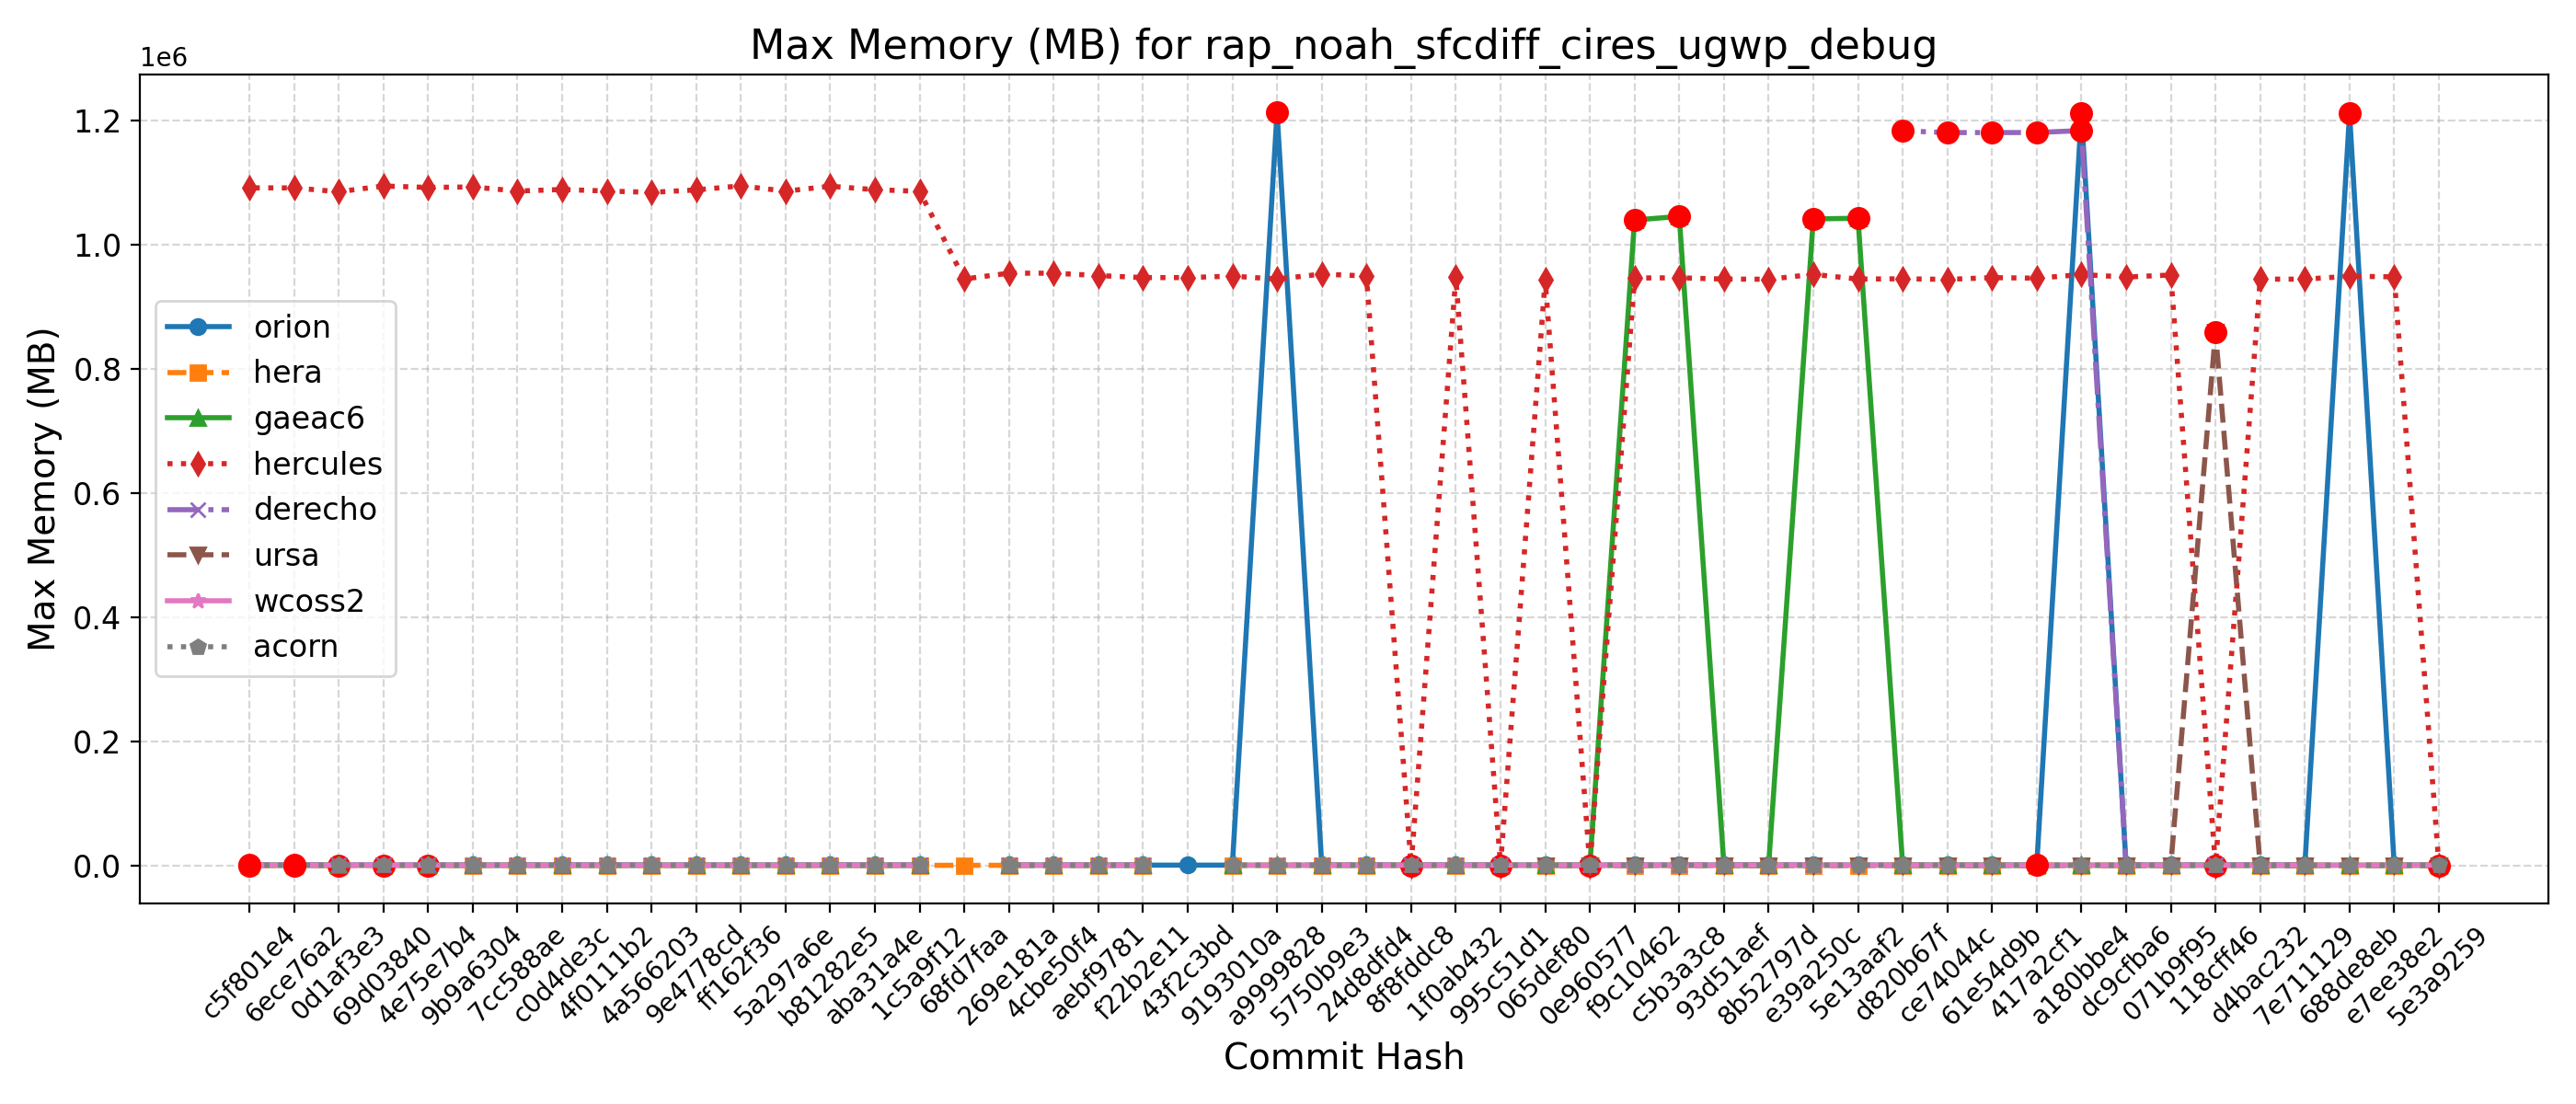 Max Memory (MB) for rap_noah_sfcdiff_cires_ugwp_debug
1e6
1.2
1.0
0.8
0.6
0.4
0.2
0.0
Max Memory (MB)
orion
hera
gaeac6
hercules
derecho
ursa
wcoss2
acorn
c5f801e4
6ece76a2
0d1af3e3
69d03840
4e75e7b4
9b9a6304
7cc588ae
c0d4de3c
4f0111b2
4a566203
9e4778cd
ff162f36
5a297a6e
b81282e5
aba31a4e
1c5a9f12
68fd7faa
269e181a
4cbe50f4
aebf9781
f22b2e11
43f2c3bd
9193010a
a9999828
5750b9e3
24d8dfd4
8f8fddc8
1f0ab432
995c51d1
065def80
0e960577
f9c10462
c5b3a3c8
93d51aef
8b52797d
e39a250c
5e13aaf2
d820b67f
ce74044c
61e54d9b
417a2cf1
a180bbe4
dc9cfba6
071b9f95
118cff46
d4bac232
7e711129
688de8eb
e7ee38e2
5e3a9259
Commit Hash